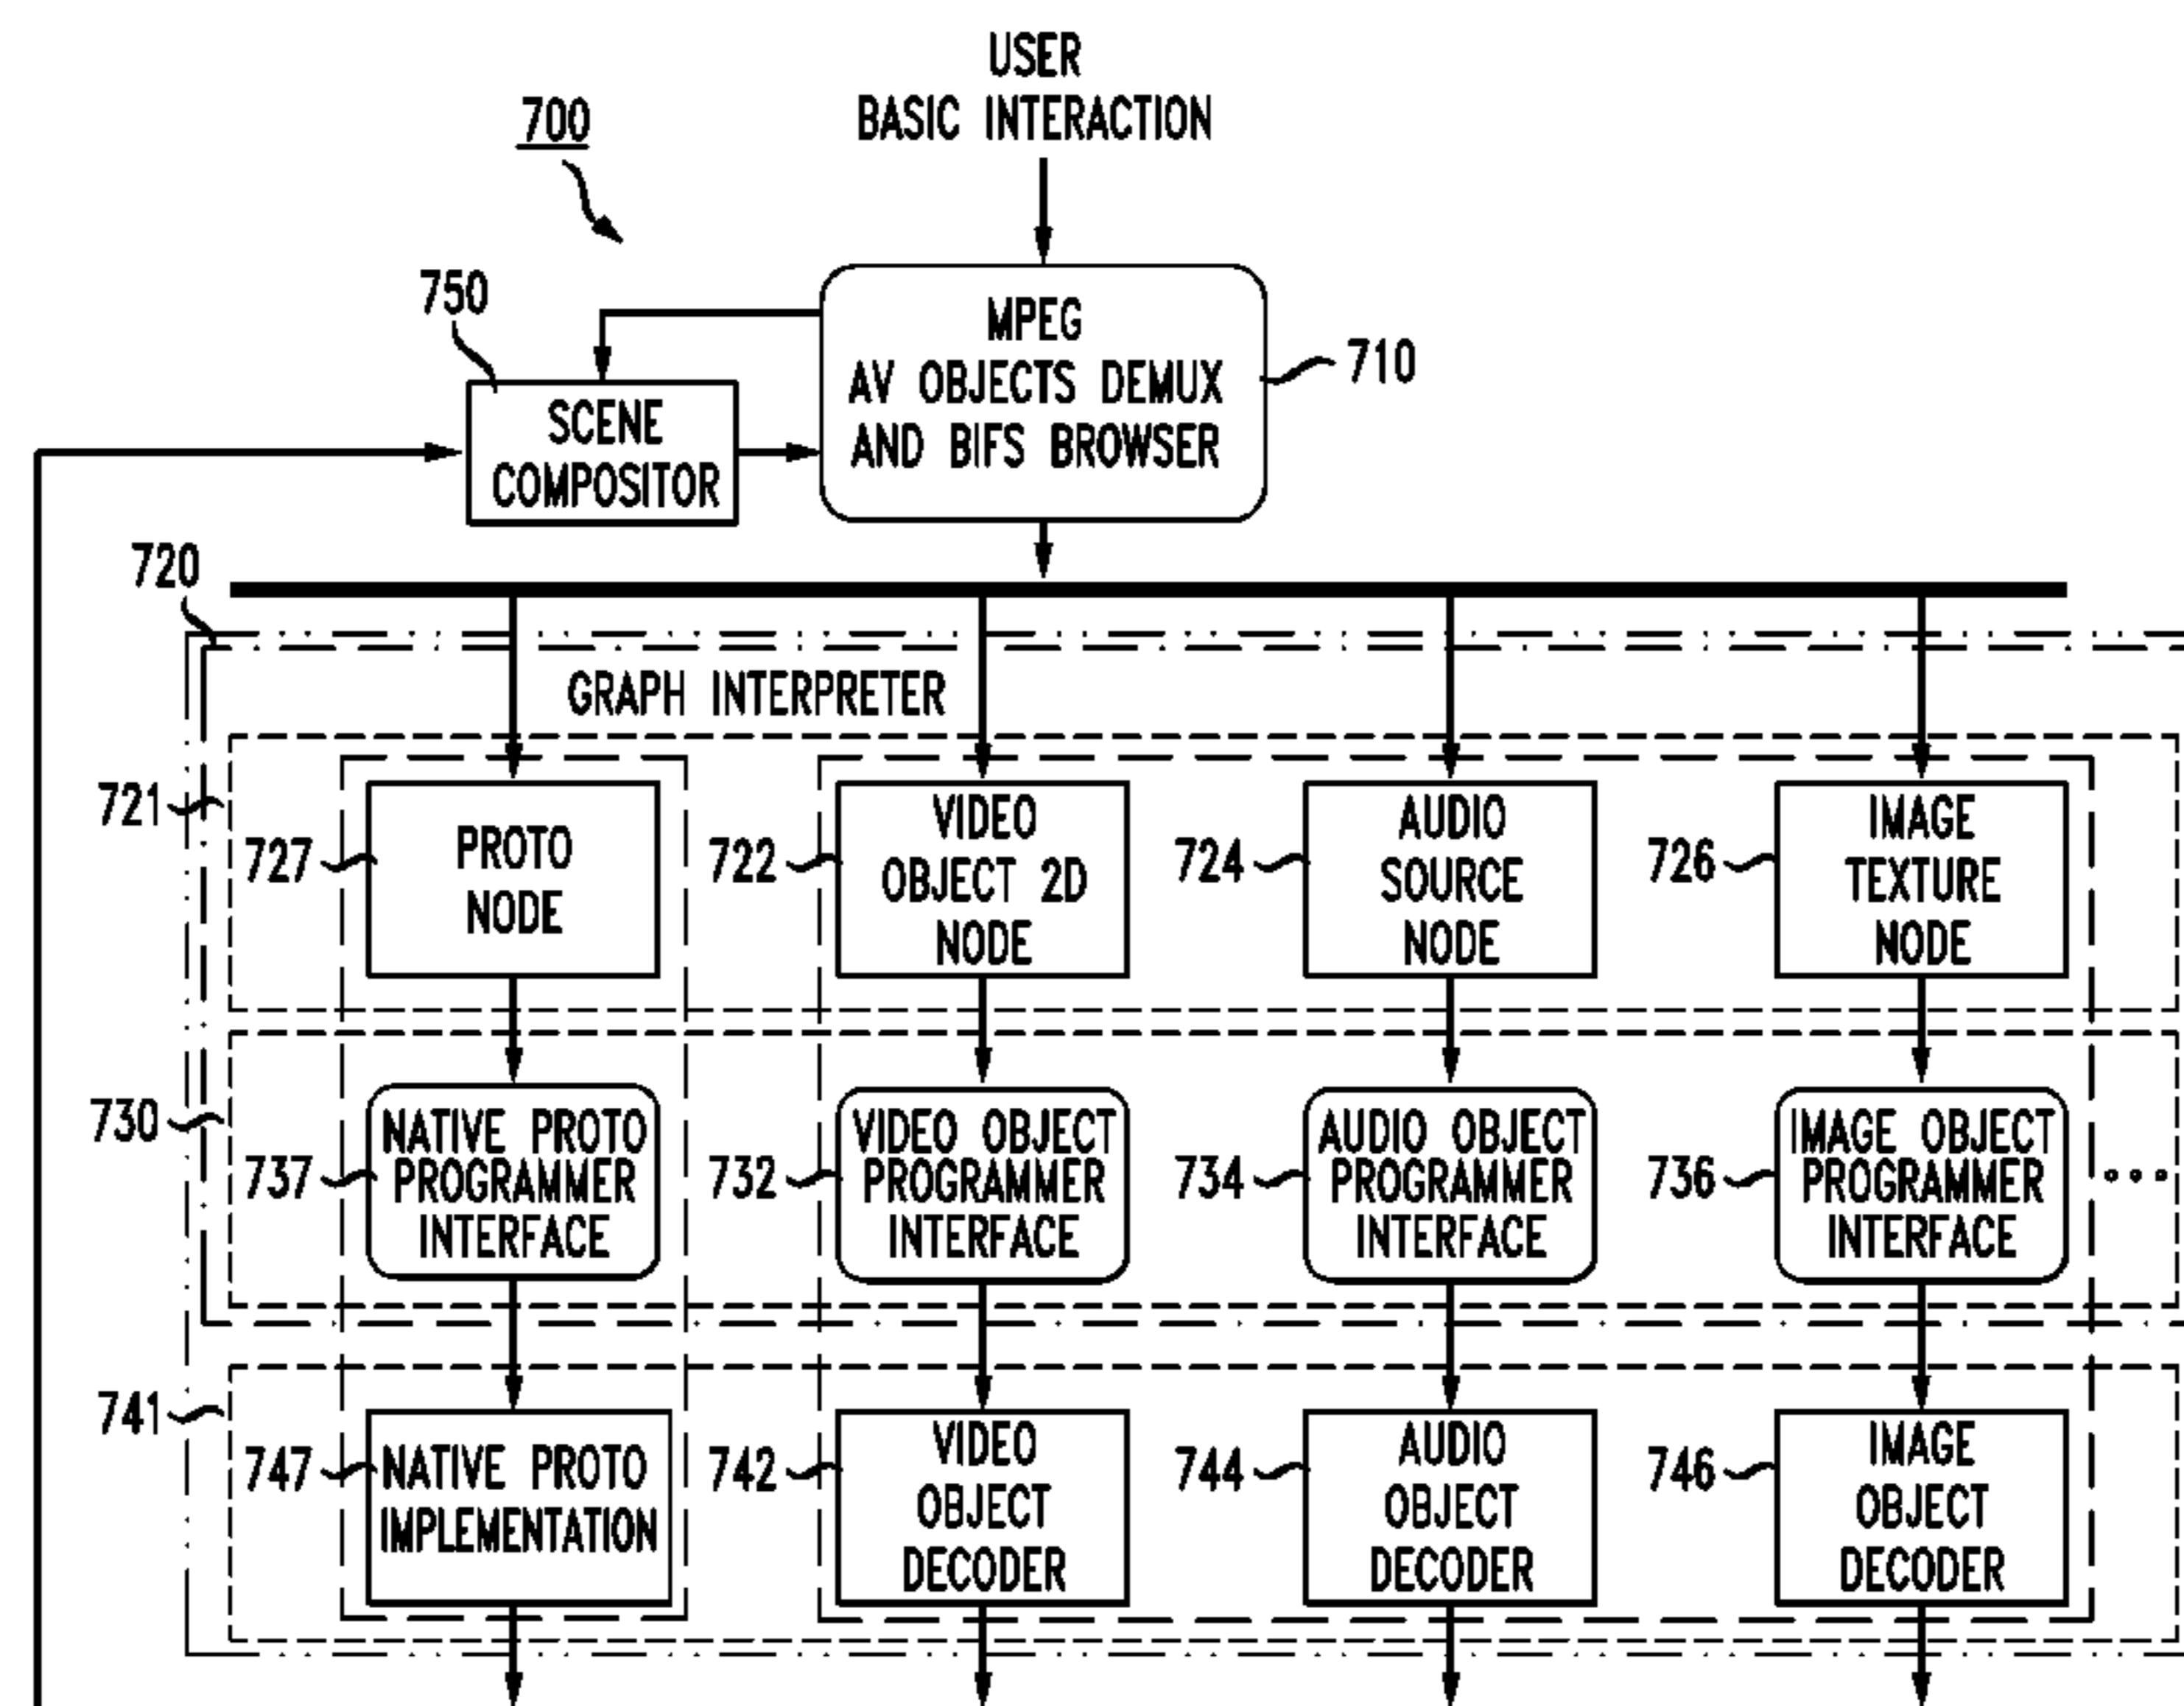 USER
BASIC INTERACTION
700
750
MPEG
AV OBJECTS DEMUX
AND BIFS BROWSER
710
SCENE
COMPOSITOR
720
GRAPH INTERPRETER
721
727
PROTO
NODE
722
VIDEO
OBJECT 2D
NODE
724
AUDIO
SOURCE
NODE
726
IMAGE
TEXTURE
NODE
730
737
NATIVE PROTO
PROGRAMMER
INTERFACE
732
VIDEO OBJECT
PROGRAMMER
INTERFACE
734
AUDIO OBJECT
PROGRAMMER
INTERFACE
736
IMAGE OBJECT
PROGRAMMER
INTERFACE
...
741
747
NATIVE PROTO
IMPLEMENTATION
742
VIDEO
OBJECT
DECODER
744
AUDIO
OBJECT
DECODER
746
IMAGE
OBJECT
DECODER